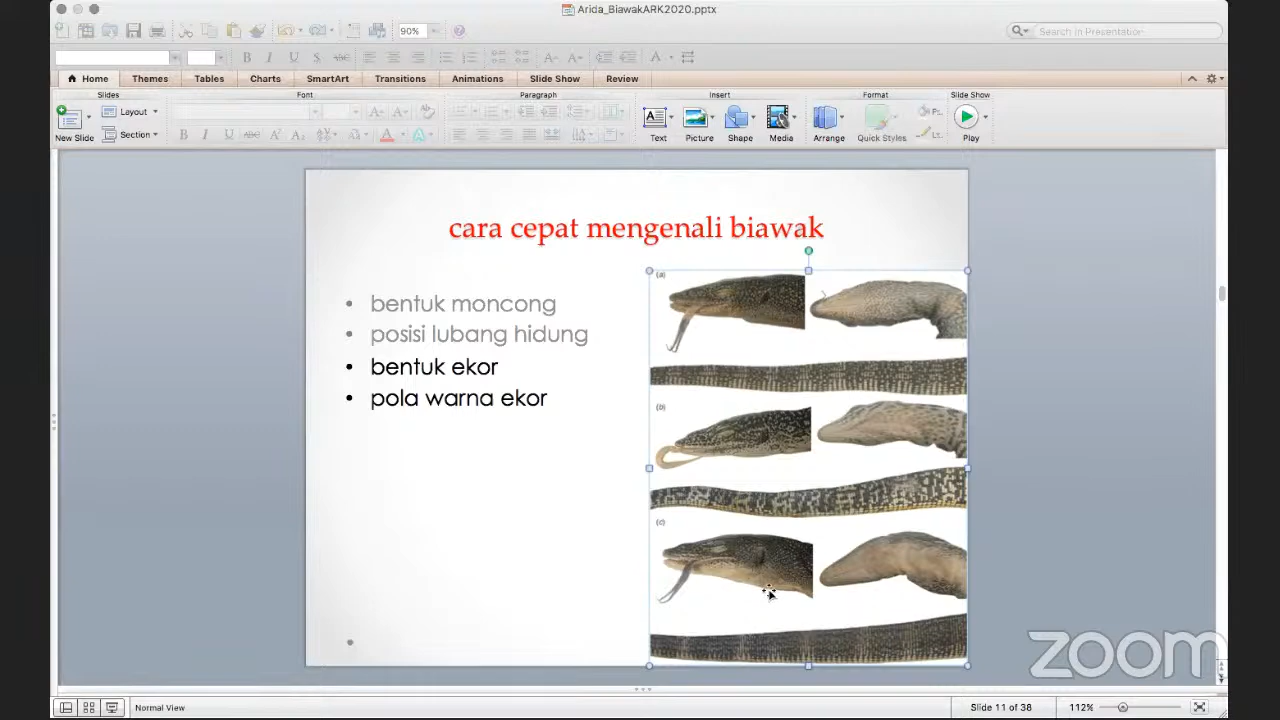 Arida_BiawakARK2020.pptx
90%
Search in Presentation
Home Themes Tables Charts SmartArt Transitions Animations Slide Show Review
Slides Font Paragraph Insert Format Slide Show
New Slide Layout Section Text Picture Shape Media Arrange Quick Styles Play
cara cepat mengenali biawak
• bentuk moncong
• posisi lubang hidung
• bentuk ekor
• pola warna ekor
•
(a)
(b)
(c)
zoom
Normal View Slide 11 of 38 112%